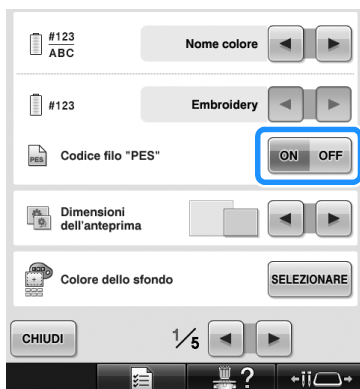 #123
ABC
Nome colore
#123
Embroidery
PES
Codice filo "PES"
ON OFF
Dimensioni
dell'anteprima
Colore dello sfondo
SELEZIONARE
CHIUDI
1/5
?